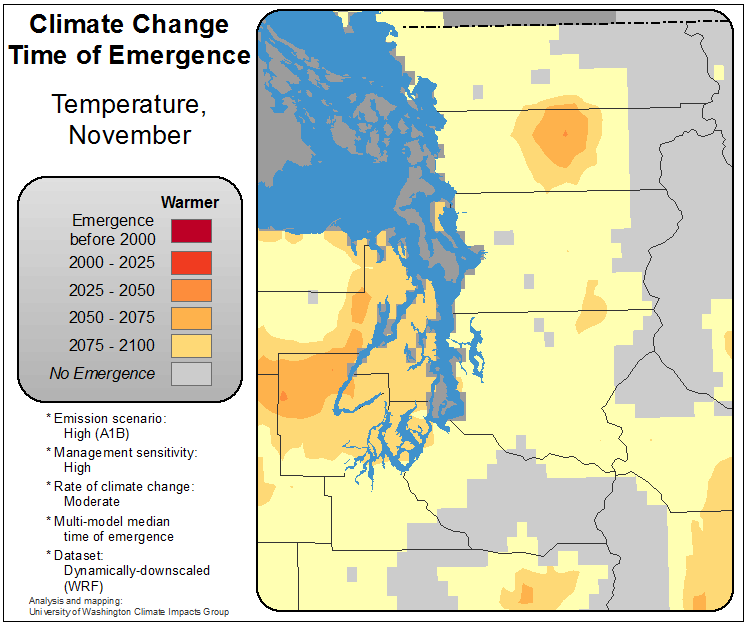 Climate Change
Time of Emergence
Temperature,
November
Warmer
Emergence
before 2000
2000 - 2025
2025 - 2050
2050 - 2075
2075 - 2100
No Emergence
* Emission scenario:
High (A1B)
* Management sensitivity:
High
* Rate of climate change:
Moderate
* Multi-model median
time of emergence
* Dataset:
Dynamically-downscaled
(WRF)
Analysis and mapping:
University of Washington Climate Impacts Group